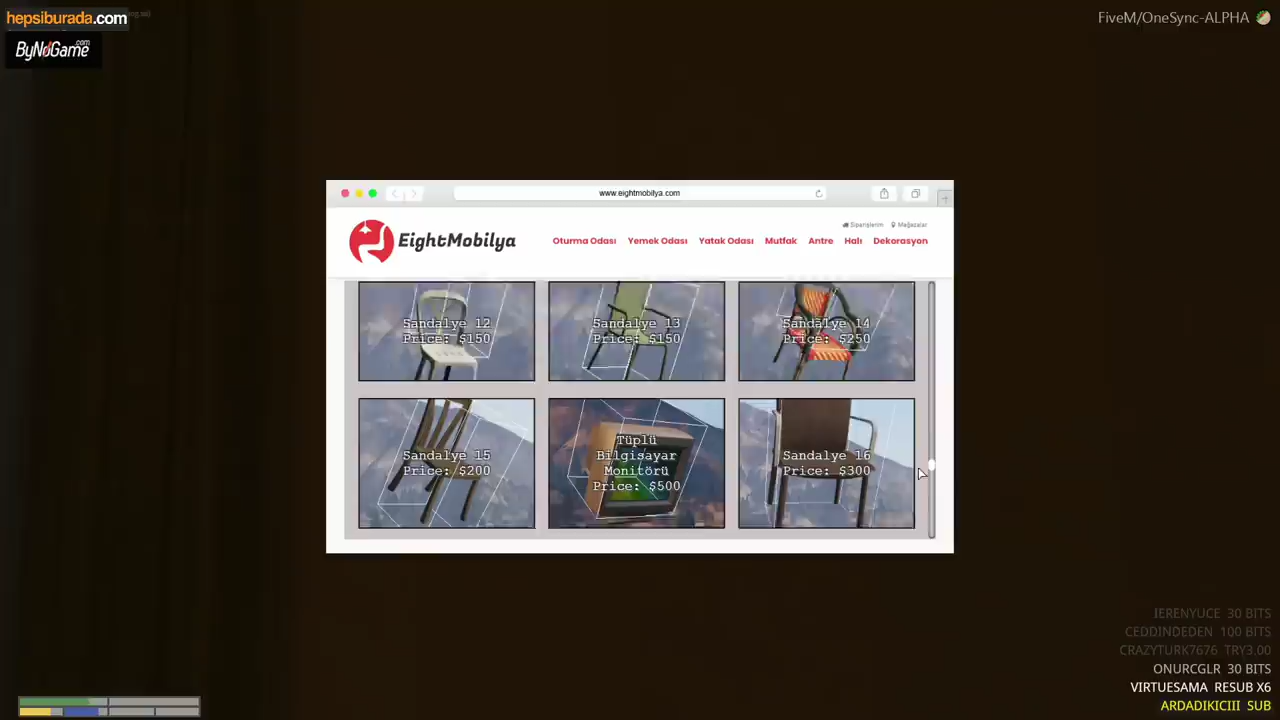 hepsiburada.com
ByNoGame.com
FiveM/OneSync-ALPHA
www.eightmobilya.com
EightMobilya
Siparişlerim Mağazalar
Oturma Odası Yemek Odası Yatak Odası Mutfak Antre Halı Dekorasyon
Sandalye 12
Price: $150
Sandalye 13
Price: $150
Sandalye 14
Price: $250
Sandalye 15
Price: $200
Tüplü
Bilgisayar
Monitörü
Price: $500
Sandalye 16
Price: $300
IERENYUCE 30 BITS
CEDDINDEDEN 100 BITS
CRAZYTURK7676 TRY3.00
ONURCGLR 30 BITS
VIRTUESAMA RESUB X6
ARDADIKICIII SUB